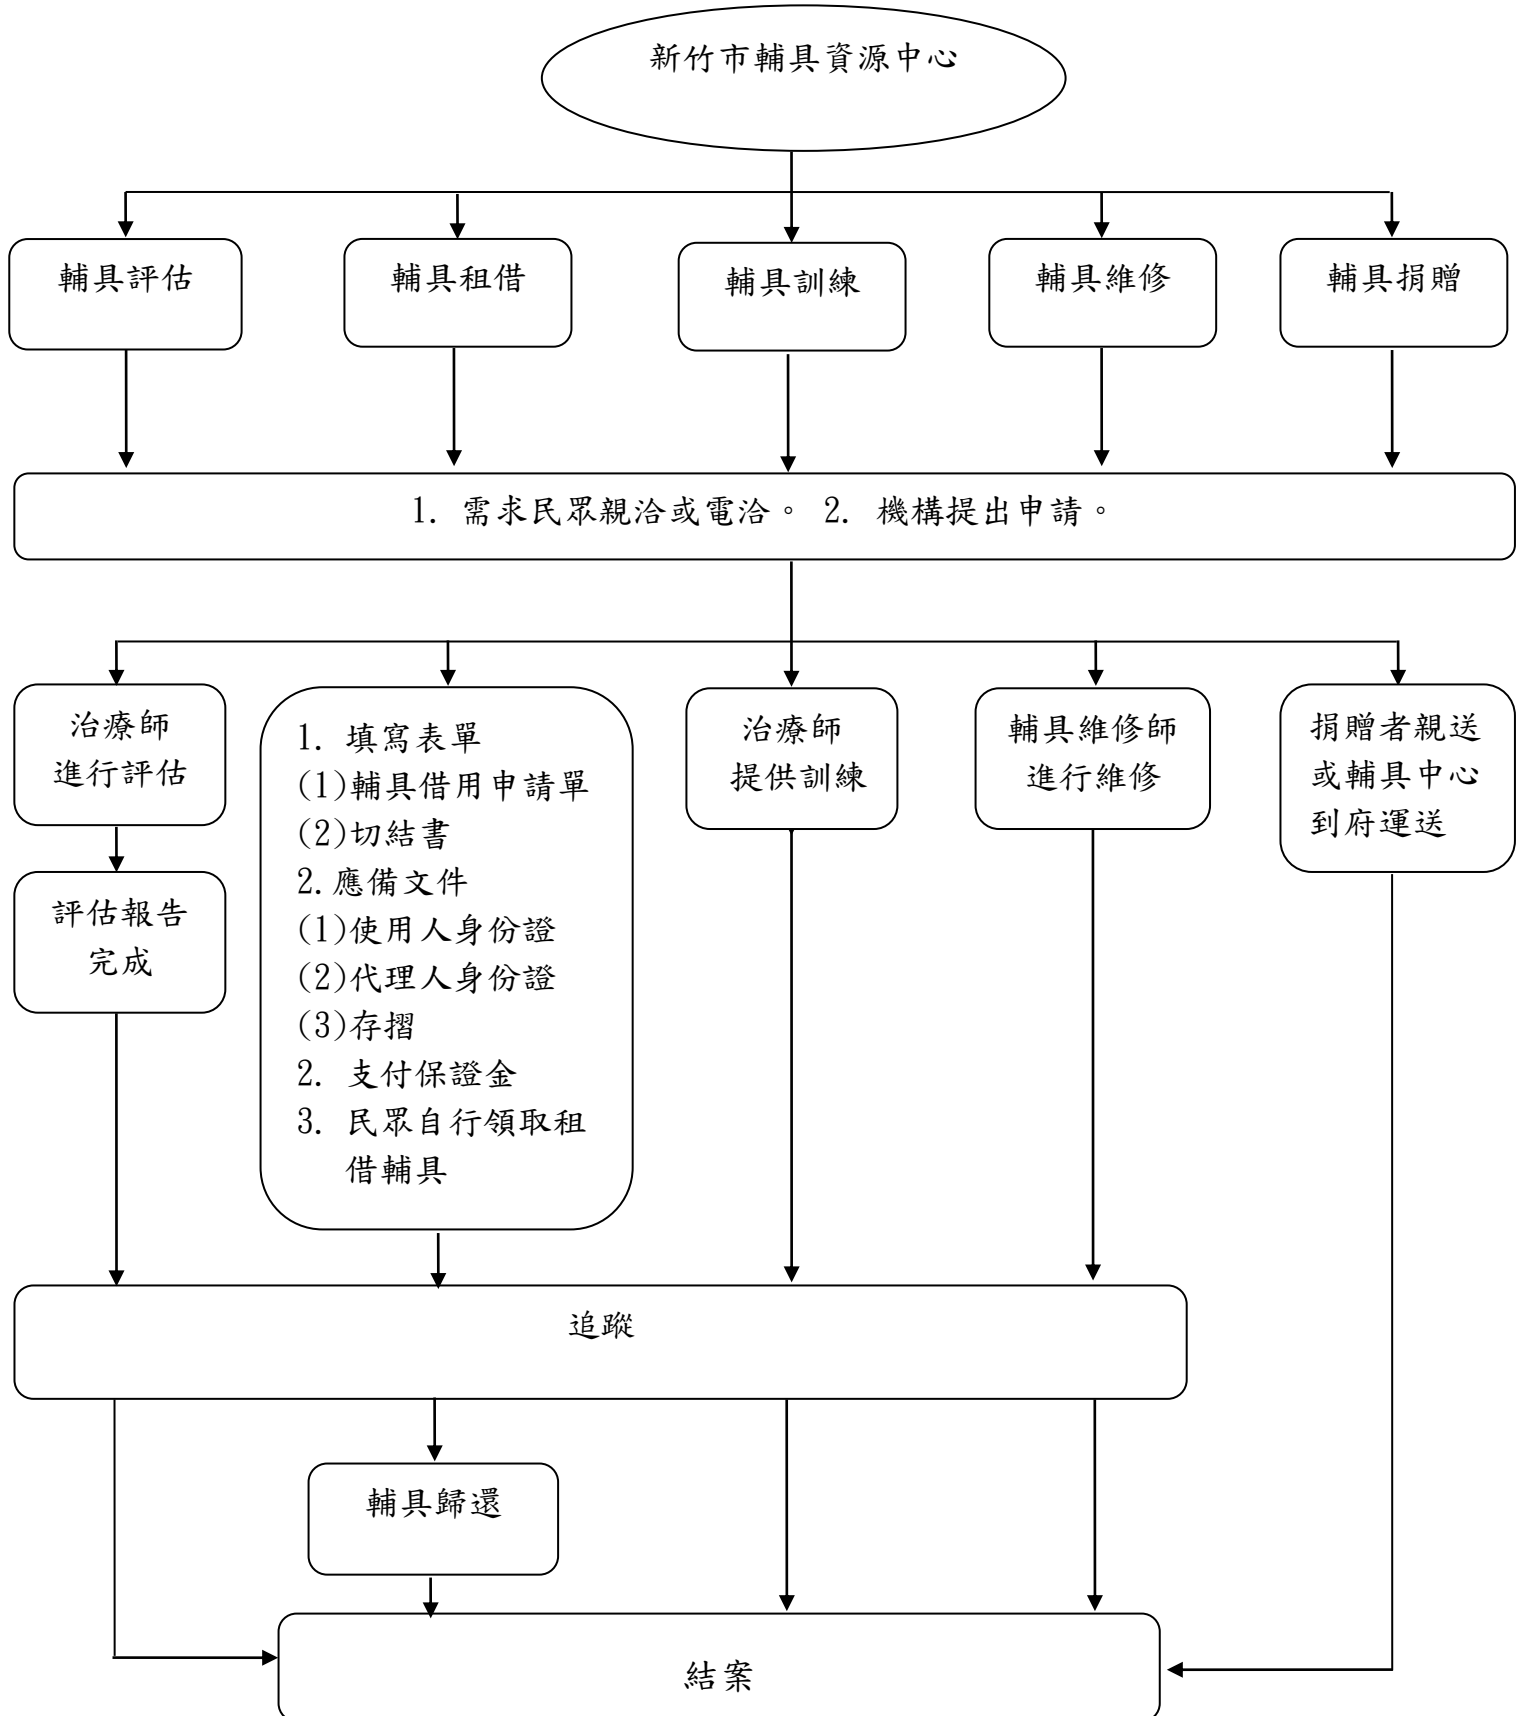 新竹市輔具資源中心
輔具評估
輔具租借
輔具訓練
輔具維修
輔具捐贈
1. 需求民眾親洽或電洽。 2. 機構提出申請。
治療師
進行評估
評估報告
完成
1. 填寫表單
(1)輔具借用申請單
(2)切結書
2.應備文件
(1)使用人身份證
(2)代理人身份證
(3)存摺
2. 支付保證金
3. 民眾自行領取租
借輔具
治療師
提供訓練
輔具維修師
進行維修
捐贈者親送
或輔具中心
到府運送
追蹤
輔具歸還
結案